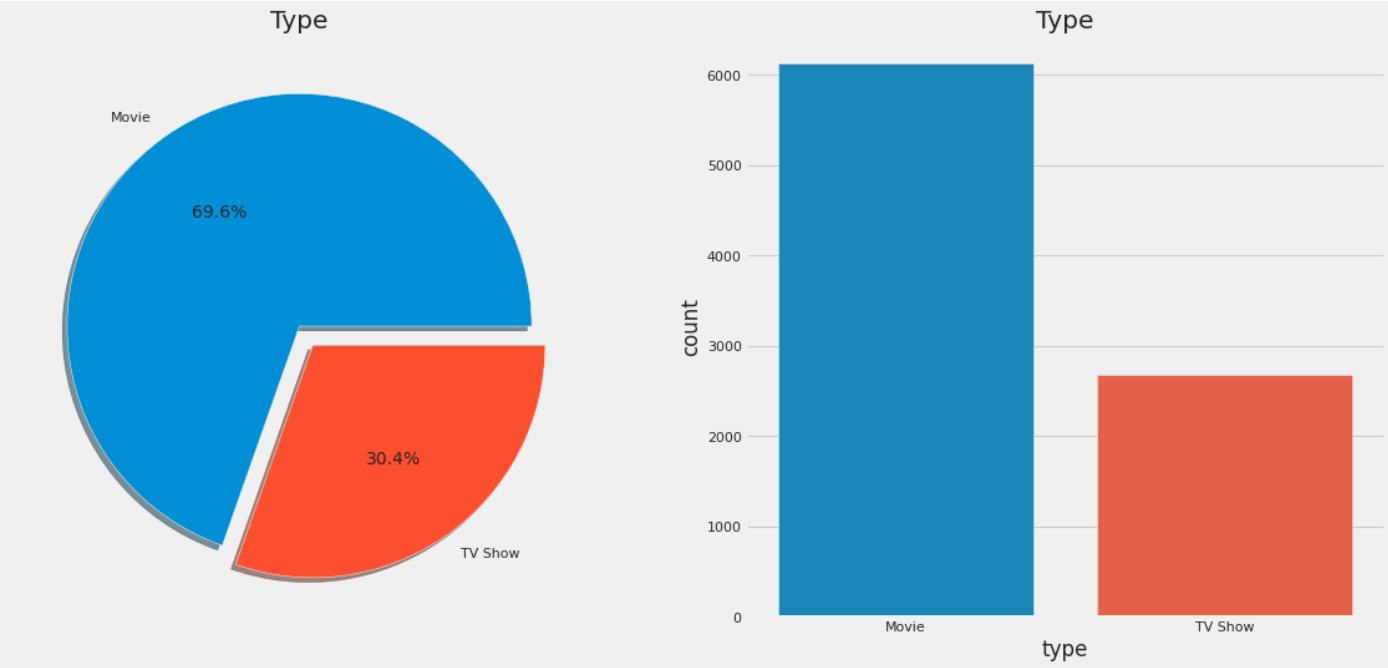 Type
Movie
69.6%
30.4%
TV Show
Type
6000
5000
4000
3000
2000
1000
0
count
Movie
TV Show
type